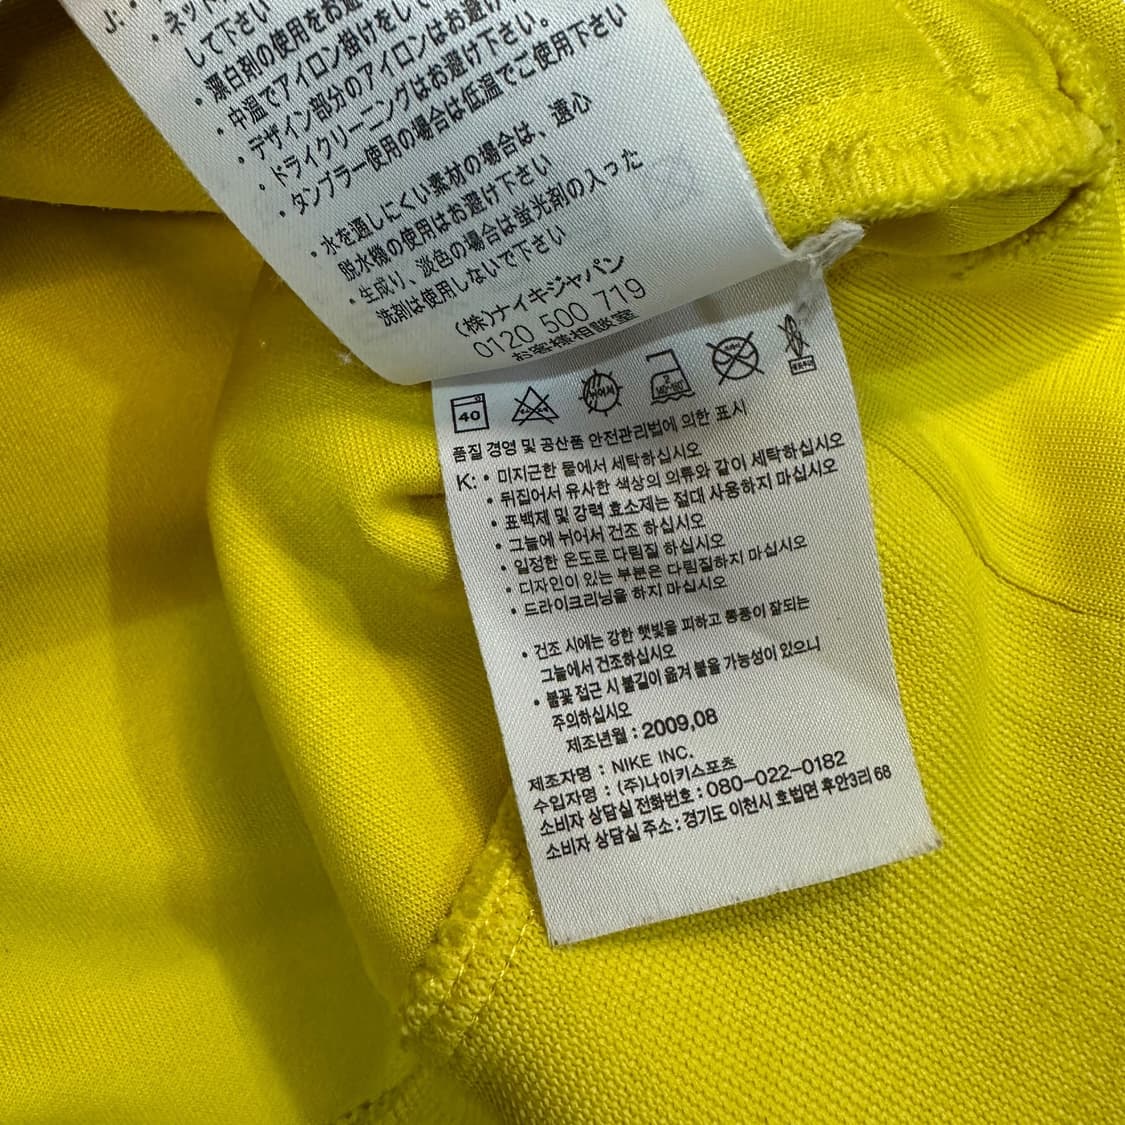 J: •
• ネット
して下さい
• 漂白剤の使用をお避
• 中温でアイロン掛けをして
• デザイン部分のアイロンはお避け
• ドライクリーニングはお避け下さい。
• タンブラー使用の場合は低温でご使用下さい
• 水を通しにくい素材の場合は、遠心
脱水機の使用はお避け下さい
• 生成り、淡色の場合は蛍光剤の入った
洗剤は使用しないで下さい
(株)ナイキジャパン
0120 500 719
お客様相談室
40
품질 경영 및 공산품 안전관리법에 의한 표시
K: • 미지근한 물에서 세탁하십시오
• 뒤집어서 유사한 색상의 의류와 같이 세탁하십시오
• 표백제 및 강력 효소제는 절대 사용하지 마십시오
• 그늘에 뉘어서 건조 하십시오
• 일정한 온도로 다림질 하십시오
• 디자인이 있는 부분은 다림질하지 마십시오
• 드라이크리닝을 하지 마십시오
• 건조 시에는 강한 햇빛을 피하고 통풍이 잘되는
그늘에서 건조하십시오
• 불꽃 접근 시 불길이 옮겨 붙을 가능성이 있으니
주의하십시오
제조년월 : 2009,08
제조자명 : NIKE INC.
수입자명 : (주)나이키스포츠
소비자 상담실 전화번호 : 080-022-0182
소비자 상담실 주소 : 경기도 이천시 호법면 후안3리 68